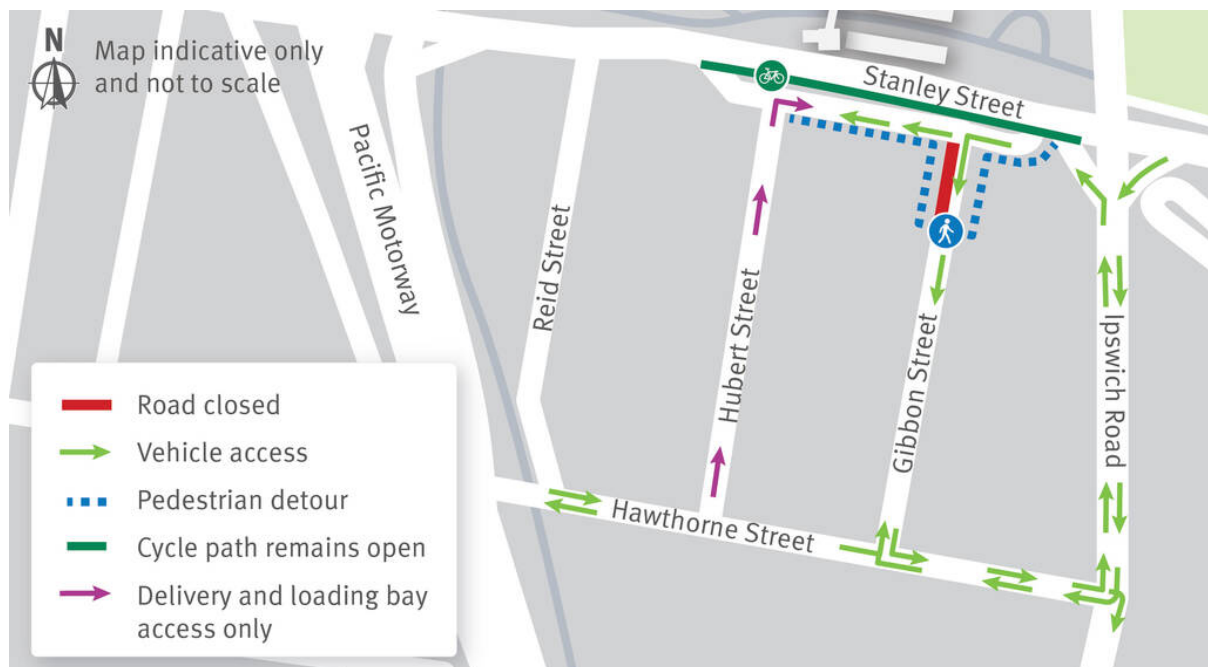 N
Map indicative only
and not to scale
Stanley Street
Pacific Motorway
Reid Street
Hubert Street
Gibbon Street
Ipswich Road
Hawthorne Street
Road closed
Vehicle access
Pedestrian detour
Cycle path remains open
Delivery and loading bay
access only